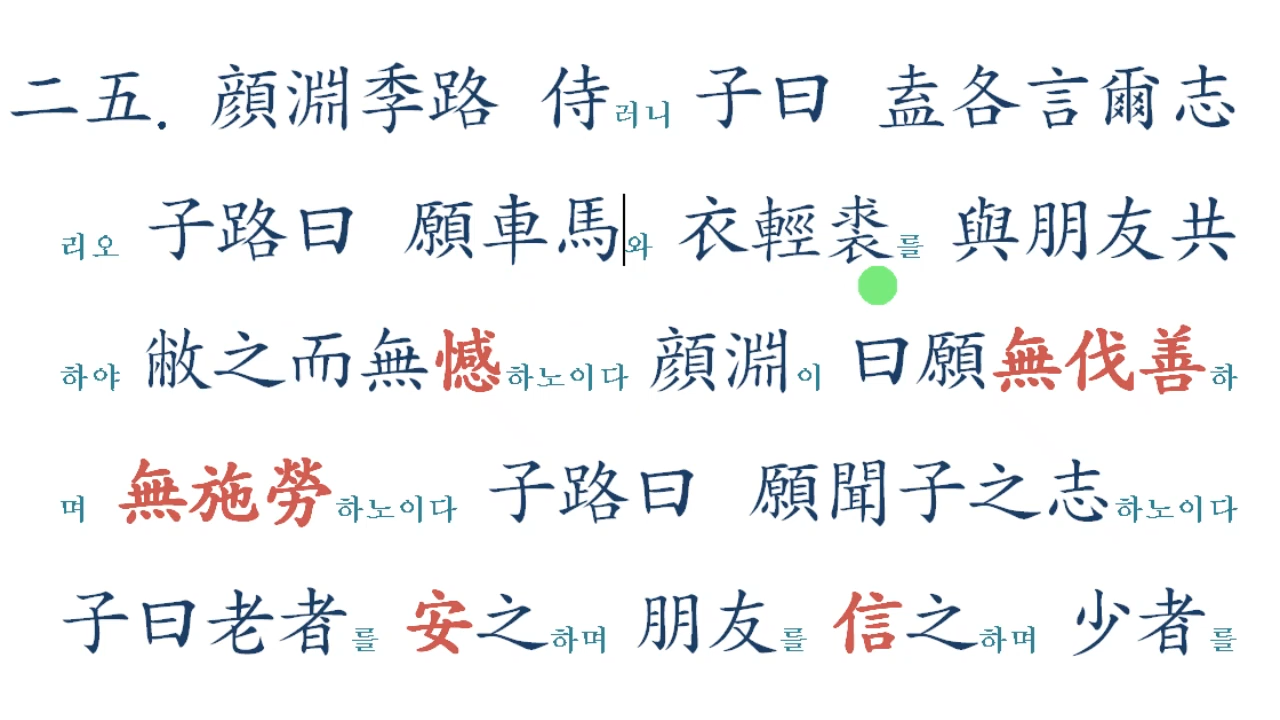 二五. 顔淵季路 侍러니 子曰 盍各言爾志
리오 子路曰 願車馬와 衣輕裘를 與朋友共
하야 敝之而無憾하노이다 顔淵이 曰願無伐善하
며 無施勞하노이다 子路曰 願聞子之志하노이다
子曰老者를 安之하며 朋友를 信之하며 少者를